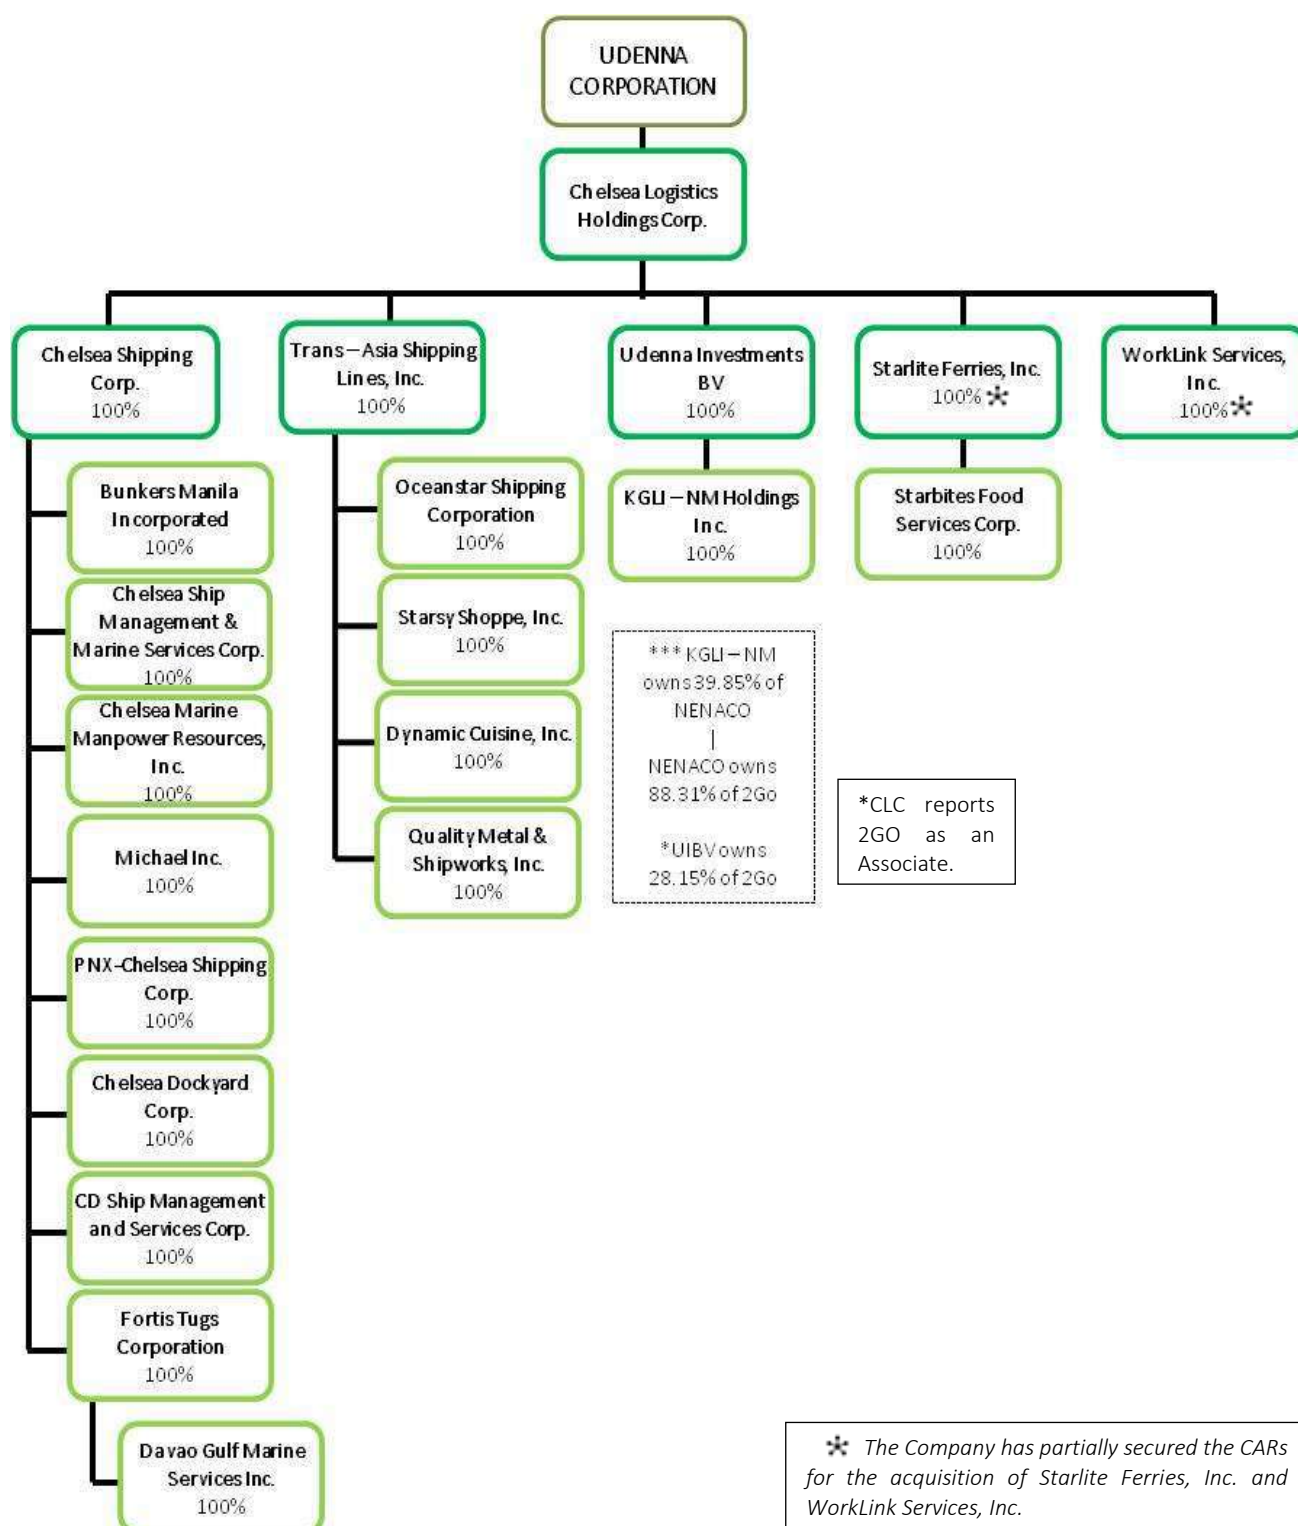 UDENNA
CORPORATION
Chelsea Logistics
Holdings Corp.
Chelsea Shipping
Corp.
100%
Trans–Asia Shipping
Lines, Inc.
100%
Udenna Investments
BV
100%
Starlite Ferries, Inc.
100% *
WorkLink Services,
Inc.
100% *
Bunkers Manila
Incorporated
100%
Chelsea Ship
Management &
Marine Services Corp.
100%
Chelsea Marine
Manpower Resources,
Inc.
100%
Michael Inc.
100%
PNX-Chelsea Shipping
Corp.
100%
Chelsea Dockyard
Corp.
100%
CD Ship Management
and Services Corp.
100%
Fortis Tugs
Corporation
100%
Davao Gulf Marine
Services Inc.
100%
Oceanstar Shipping
Corporation
100%
Starsy Shoppe, Inc.
100%
Dynamic Cuisine, Inc.
100%
Quality Metal &
Shipworks, Inc.
100%
KGLI–NM Holdings
Inc.
100%
Starbites Food
Services Corp.
100%
*** KGLI–NM
owns 39.85% of
NENACO
|
NENACO owns
88.31% of 2Go
*UIBV owns
28.15% of 2Go
*CLC reports
2GO as an
Associate.
* The Company has partially secured the CARs
for the acquisition of Starlite Ferries, Inc. and
WorkLink Services, Inc.